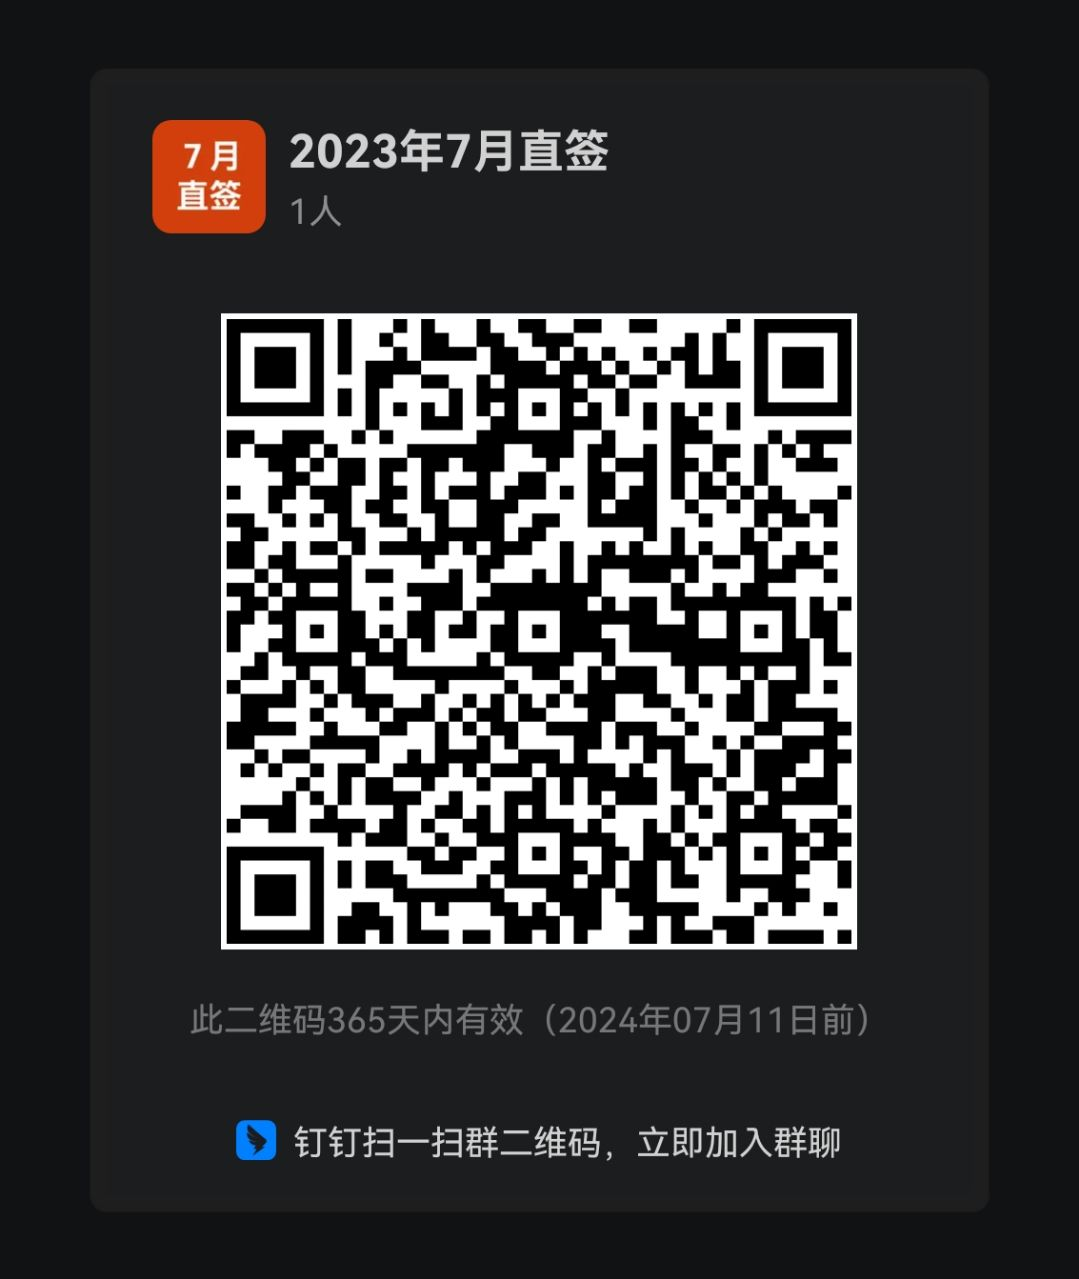 7月
直签
2023年7月直签
1人
此二维码365天内有效（2024年07月11日前）
钉钉扫一扫群二维码，立即加入群聊